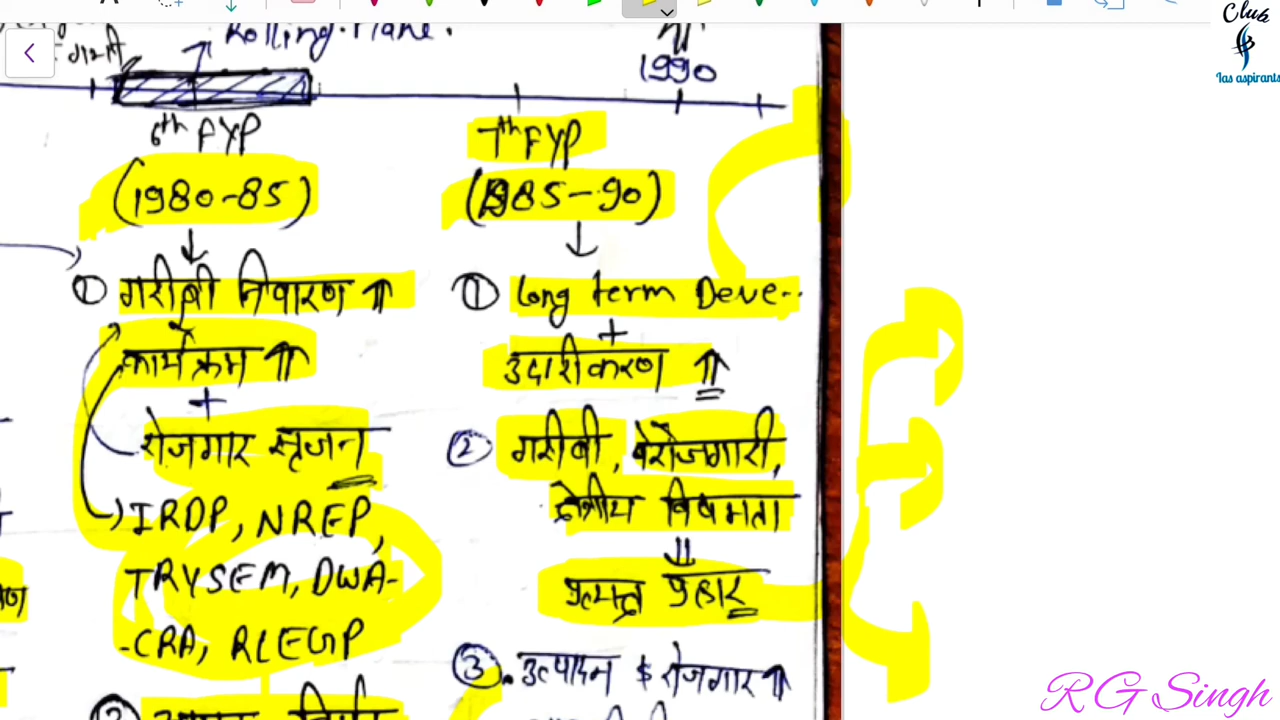 Rolling Plane.
1990
6th FYP
(1980-85)
① गरीबी निवारण ⇑
कार्यक्रम ⇑
+
रोजगार सृजन
IRDP, NREP,
TRYSEM, DWA-
-CRA, RLEGP
②
7th FYP
(1985-90)
① Long term Deve--
+
उदारीकरण ⇑
② गरीबी, बेरोजगारी,
क्षेत्रीय विषमता
⇓
प्रत्यक्ष प्रहार
③. उत्पादन & रोजगार ⇑
Club
Ias aspirants
RG Singh